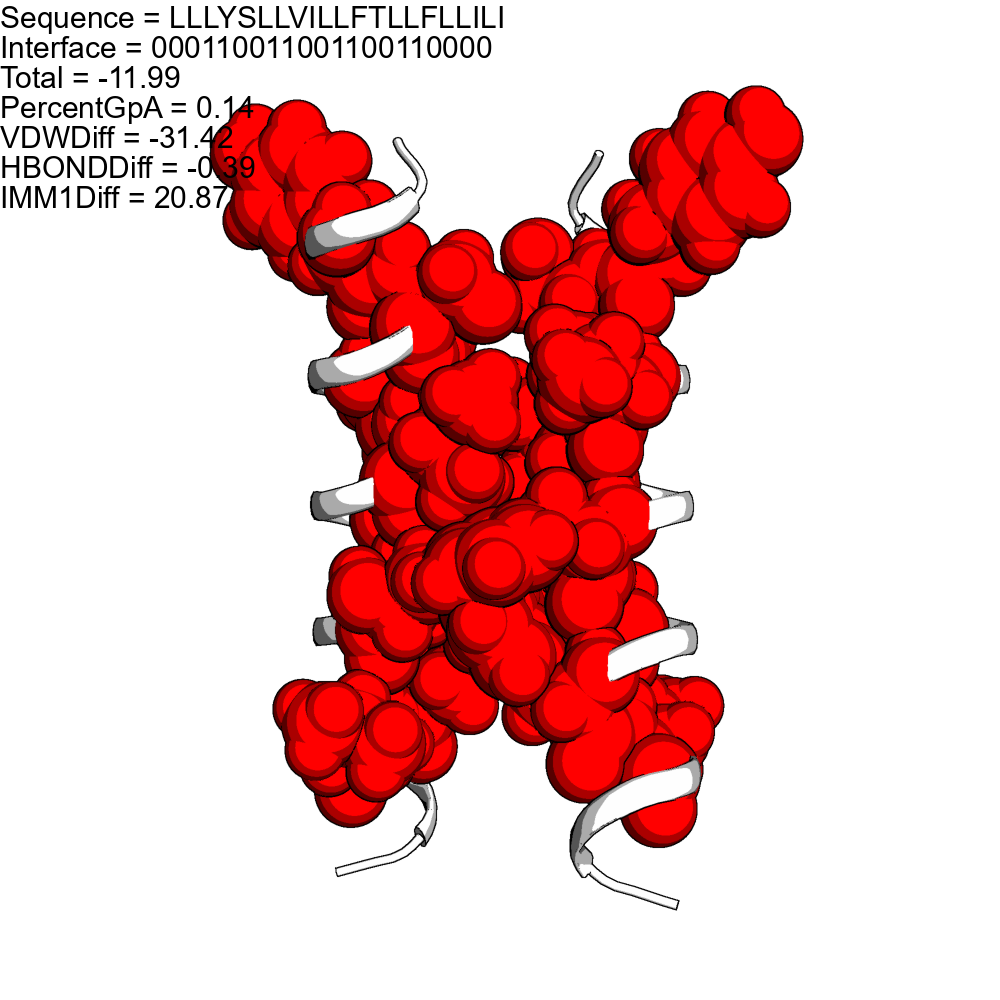 Sequence = LLLYSLLVILLFTLLFLLILI
Interface = 000110011001100110000
Total = -11.99
PercentGpA = 0.14
VDWDiff = -31.42
HBONDDiff = -0.39
IMM1Diff = 20.87